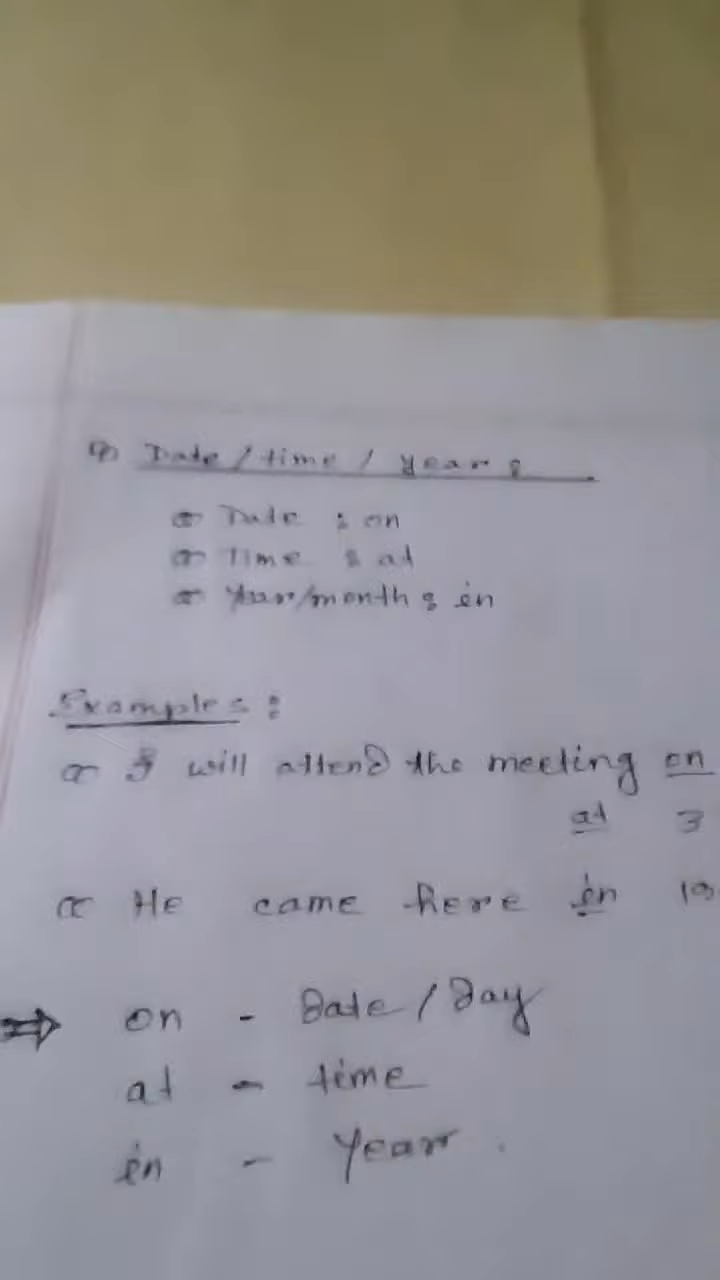 Date / time / year :
Date : on
Time : at
Year/month : in
Examples :
I will attend the meeting on
at 3
He came here in 19
⇒ on - Date / Day
at - time
in - Year.